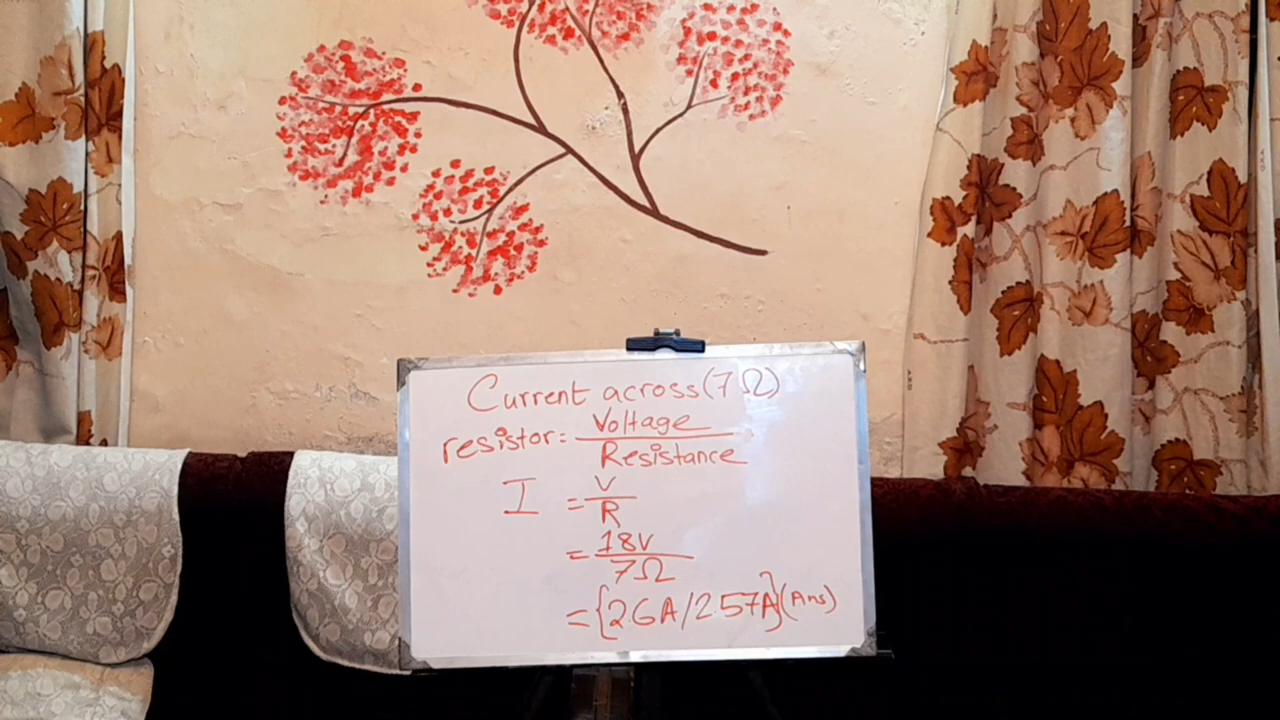 Current across (7Ω)
resistor = Voltage
Resistance
I = V
R
= 18v
7Ω
= {2.6A/2.57A} (Ans)